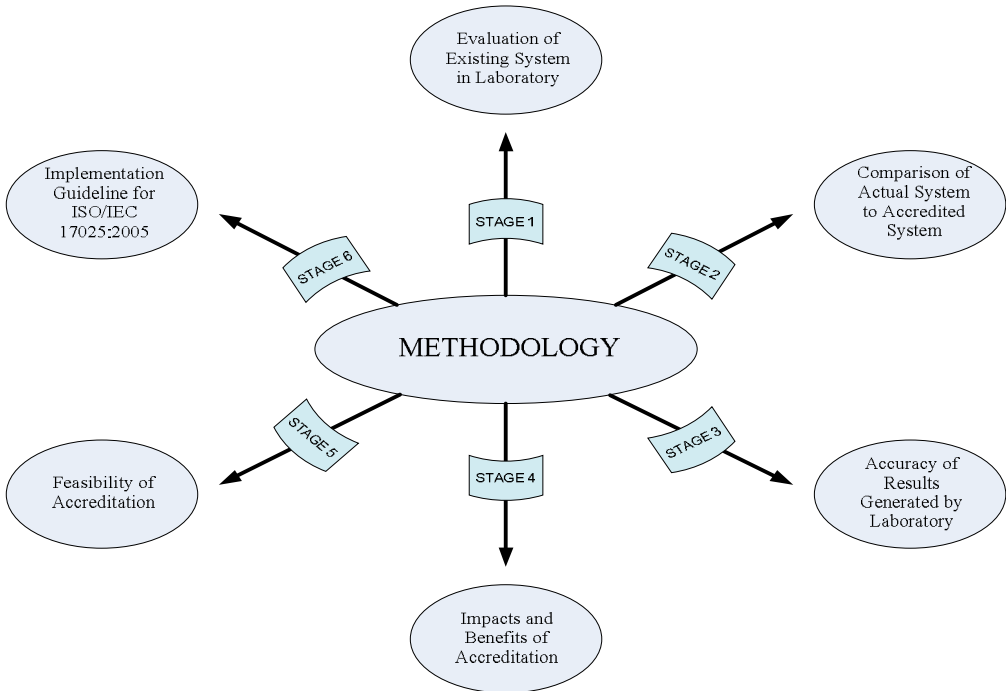 Evaluation of
Existing System
in Laboratory
Implementation
Guideline for
ISO/IEC
17025:2005
Comparison of
Actual System
to Accredited
System
STAGE 1
STAGE 6
STAGE 2
METHODOLOGY
STAGE 5
STAGE 4
STAGE 3
Feasibility of
Accreditation
Accuracy of
Results
Generated by
Laboratory
Impacts and
Benefits of
Accreditation